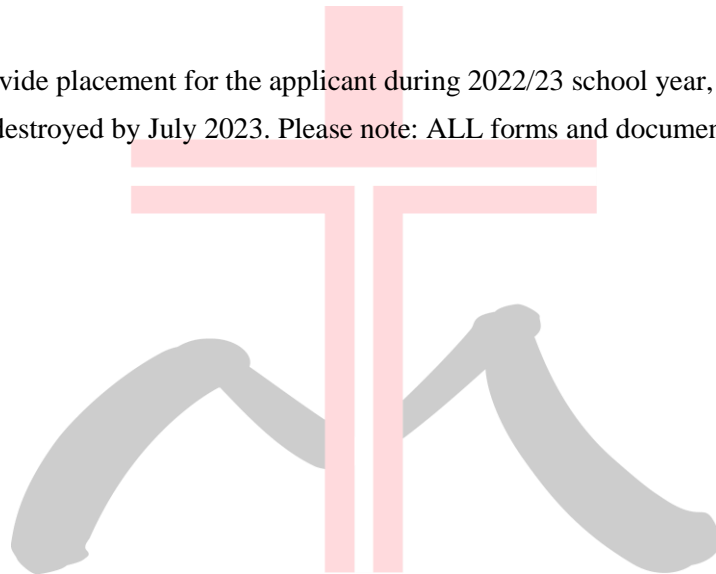 vide placement for the applicant during 2022/23 school year,
destroyed by July 2023. Please note: ALL forms and documen